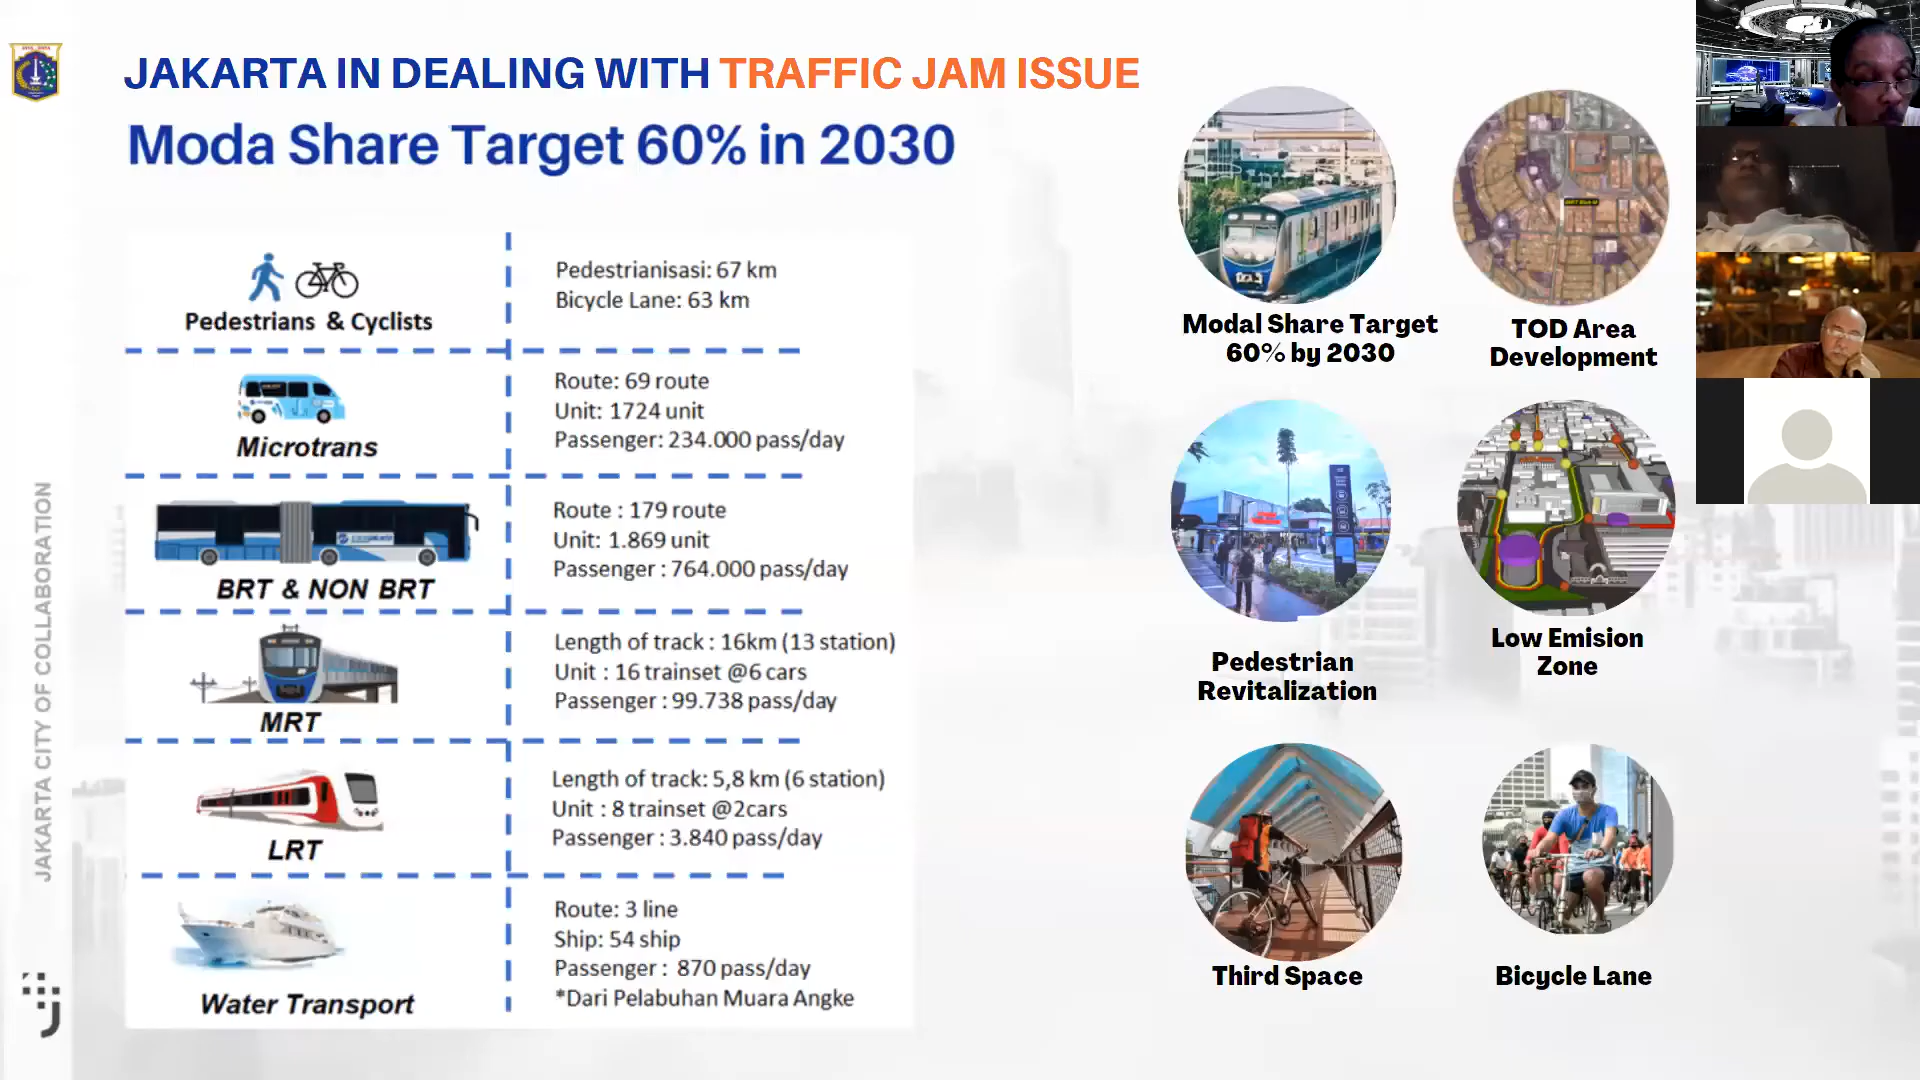 JAKARTA IN DEALING WITH TRAFFIC JAM ISSUE
Moda Share Target 60% in 2030
Pedestrians & Cyclists
Pedestrianisasi: 67 km
Bicycle Lane: 63 km
Microtrans
Route: 69 route
Unit: 1724 unit
Passenger: 234.000 pass/day
BRT & NON BRT
Route : 179 route
Unit: 1.869 unit
Passenger : 764.000 pass/day
MRT
Length of track : 16km (13 station)
Unit : 16 trainset @6 cars
Passenger : 99.738 pass/day
LRT
Length of track: 5,8 km (6 station)
Unit : 8 trainset @2cars
Passenger : 3.840 pass/day
Water Transport
Route: 3 line
Ship: 54 ship
Passenger : 870 pass/day
*Dari Pelabuhan Muara Angke
Modal Share Target
60% by 2030
TOD Area
Development
Pedestrian
Revitalization
Low Emision
Zone
Third Space
Bicycle Lane
JAKARTA CITY OF COLLABORATION